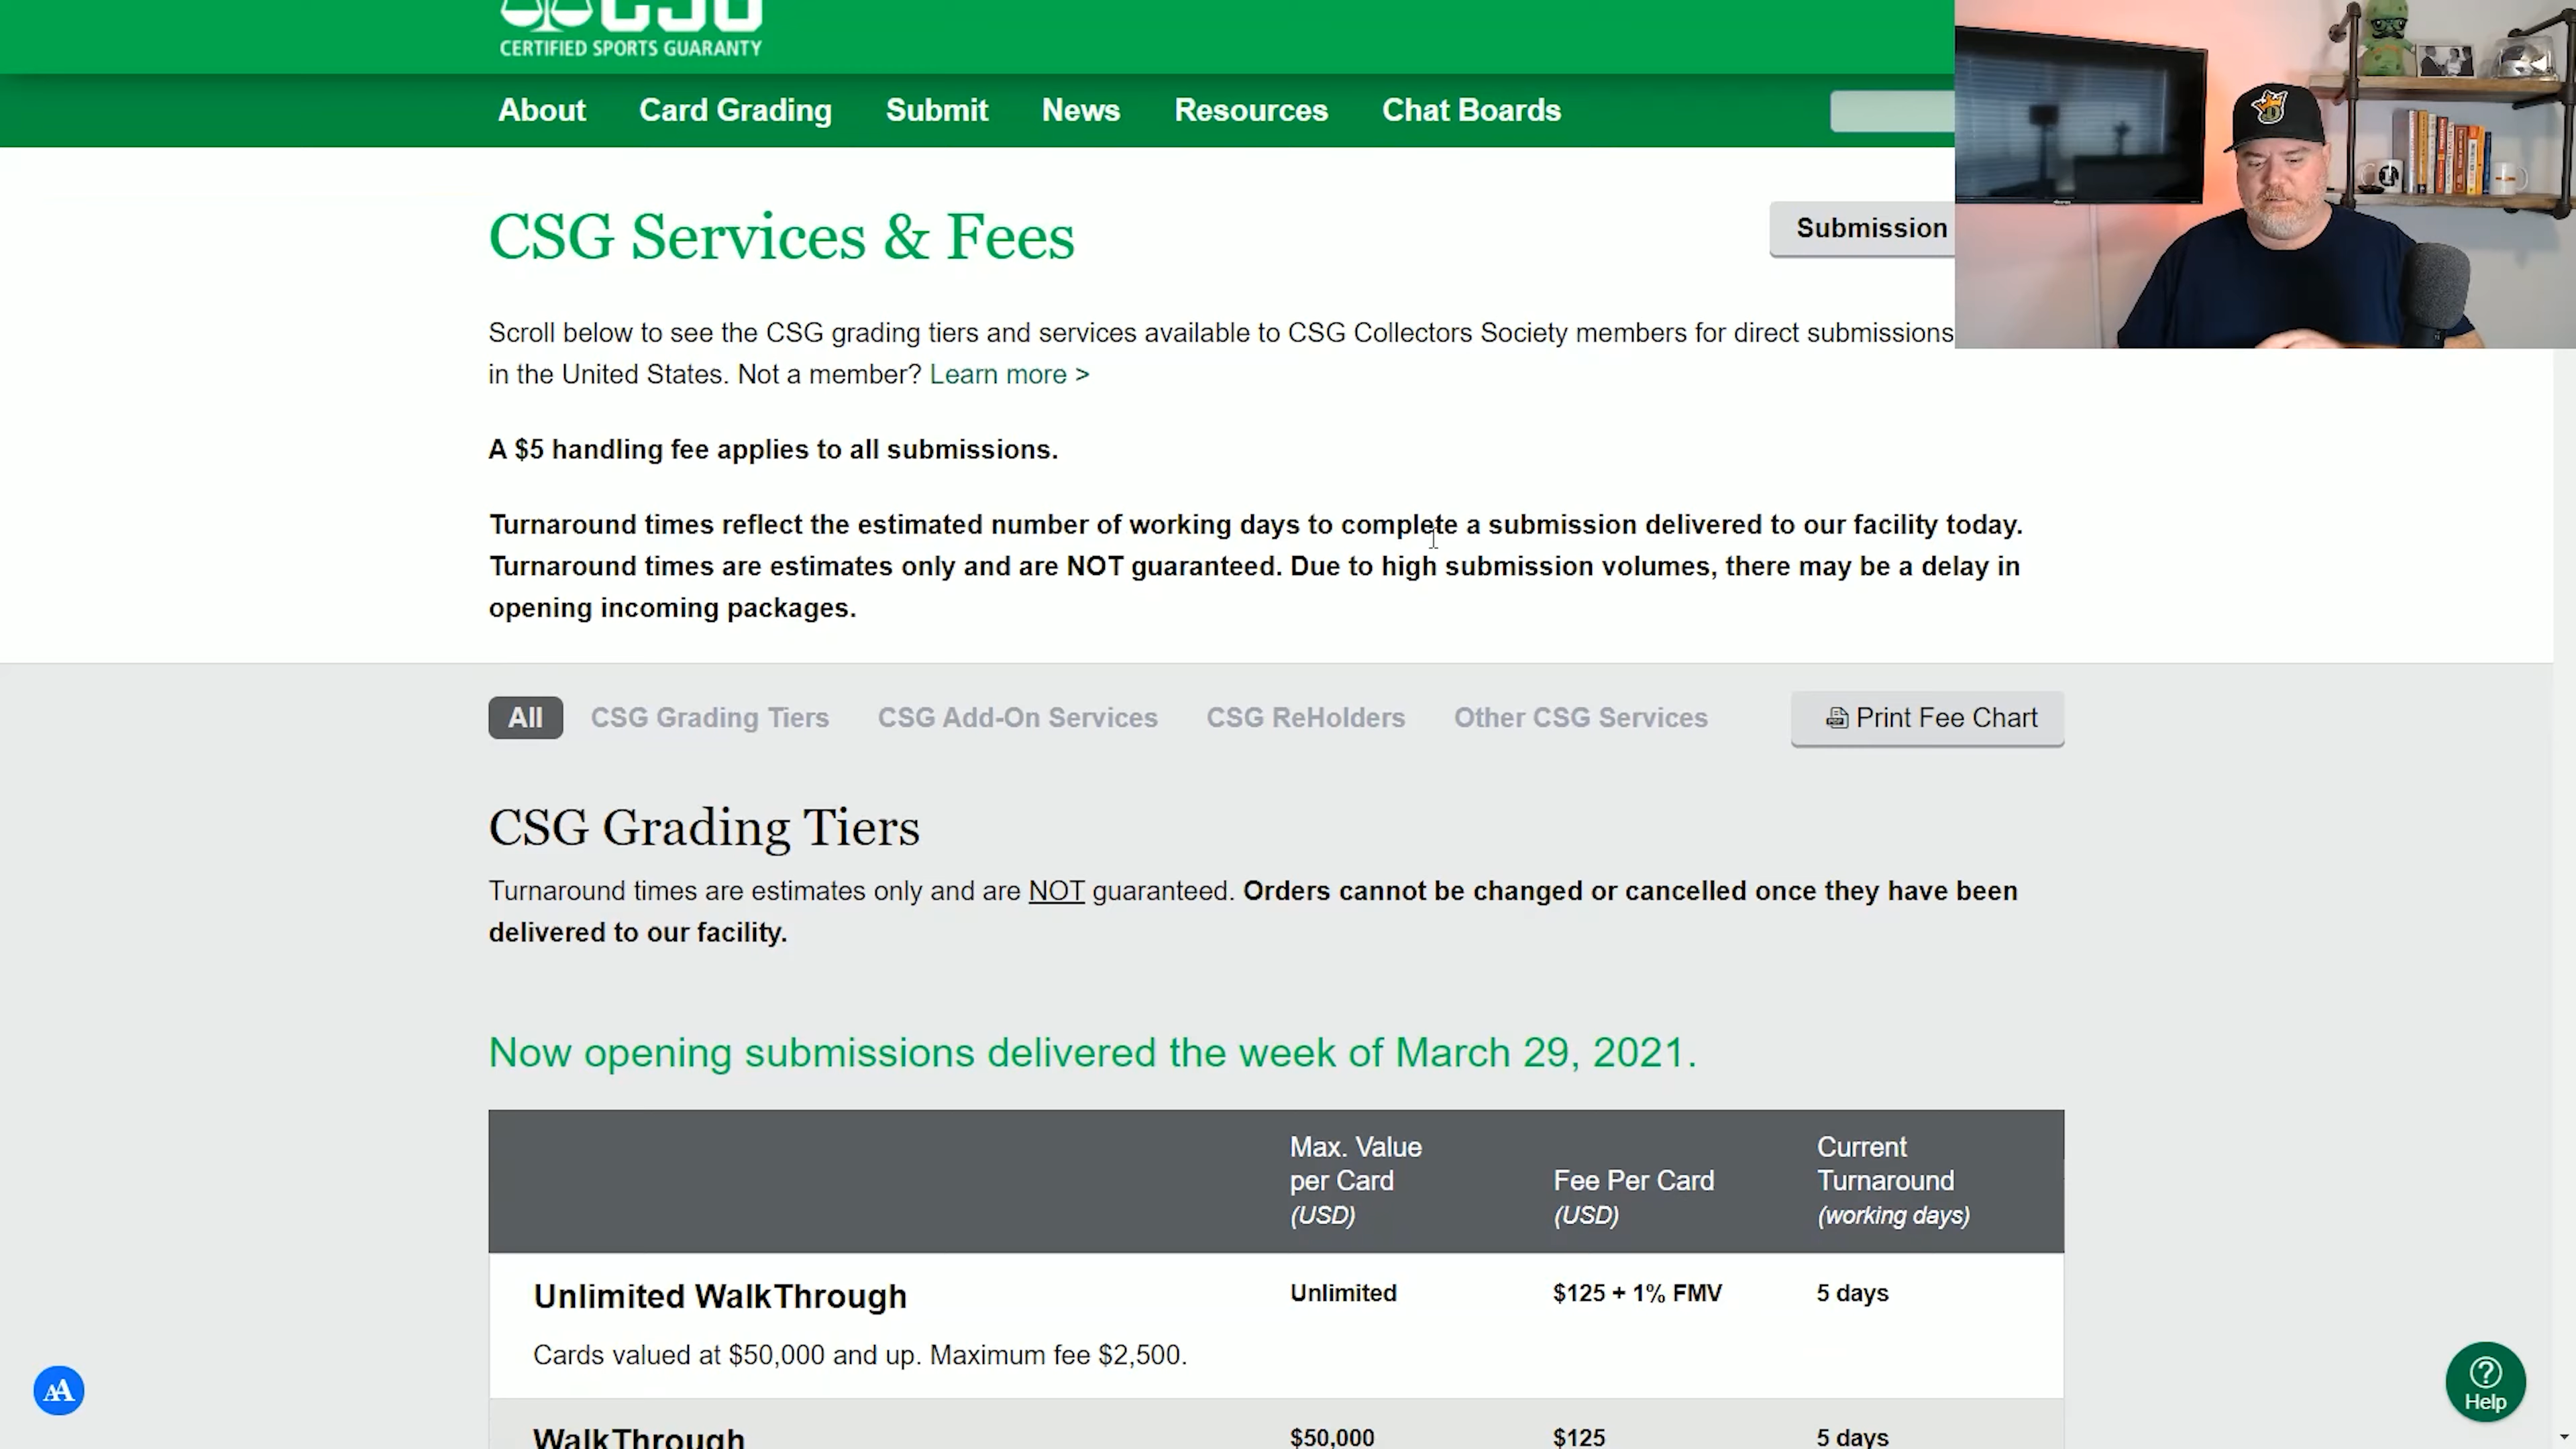 CSG
CERTIFIED SPORTS GUARANTY
About Card Grading Submit News Resources Chat Boards
CSG Services & Fees
Submission
Scroll below to see the CSG grading tiers and services available to CSG Collectors Society members for direct submissions
in the United States. Not a member? Learn more >
A $5 handling fee applies to all submissions.
Turnaround times reflect the estimated number of working days to complete a submission delivered to our facility today.
Turnaround times are estimates only and are NOT guaranteed. Due to high submission volumes, there may be a delay in
opening incoming packages.
All CSG Grading Tiers CSG Add-On Services CSG ReHolders Other CSG Services Print Fee Chart
CSG Grading Tiers
Turnaround times are estimates only and are NOT guaranteed. Orders cannot be changed or cancelled once they have been
delivered to our facility.
Now opening submissions delivered the week of March 29, 2021.
Max. Value
per Card
(USD)
Fee Per Card
(USD)
Current
Turnaround
(working days)
Unlimited WalkThrough Unlimited $125 + 1% FMV 5 days
Cards valued at $50,000 and up. Maximum fee $2,500.
WalkThrough $50,000 $125 5 days
AA
? Help